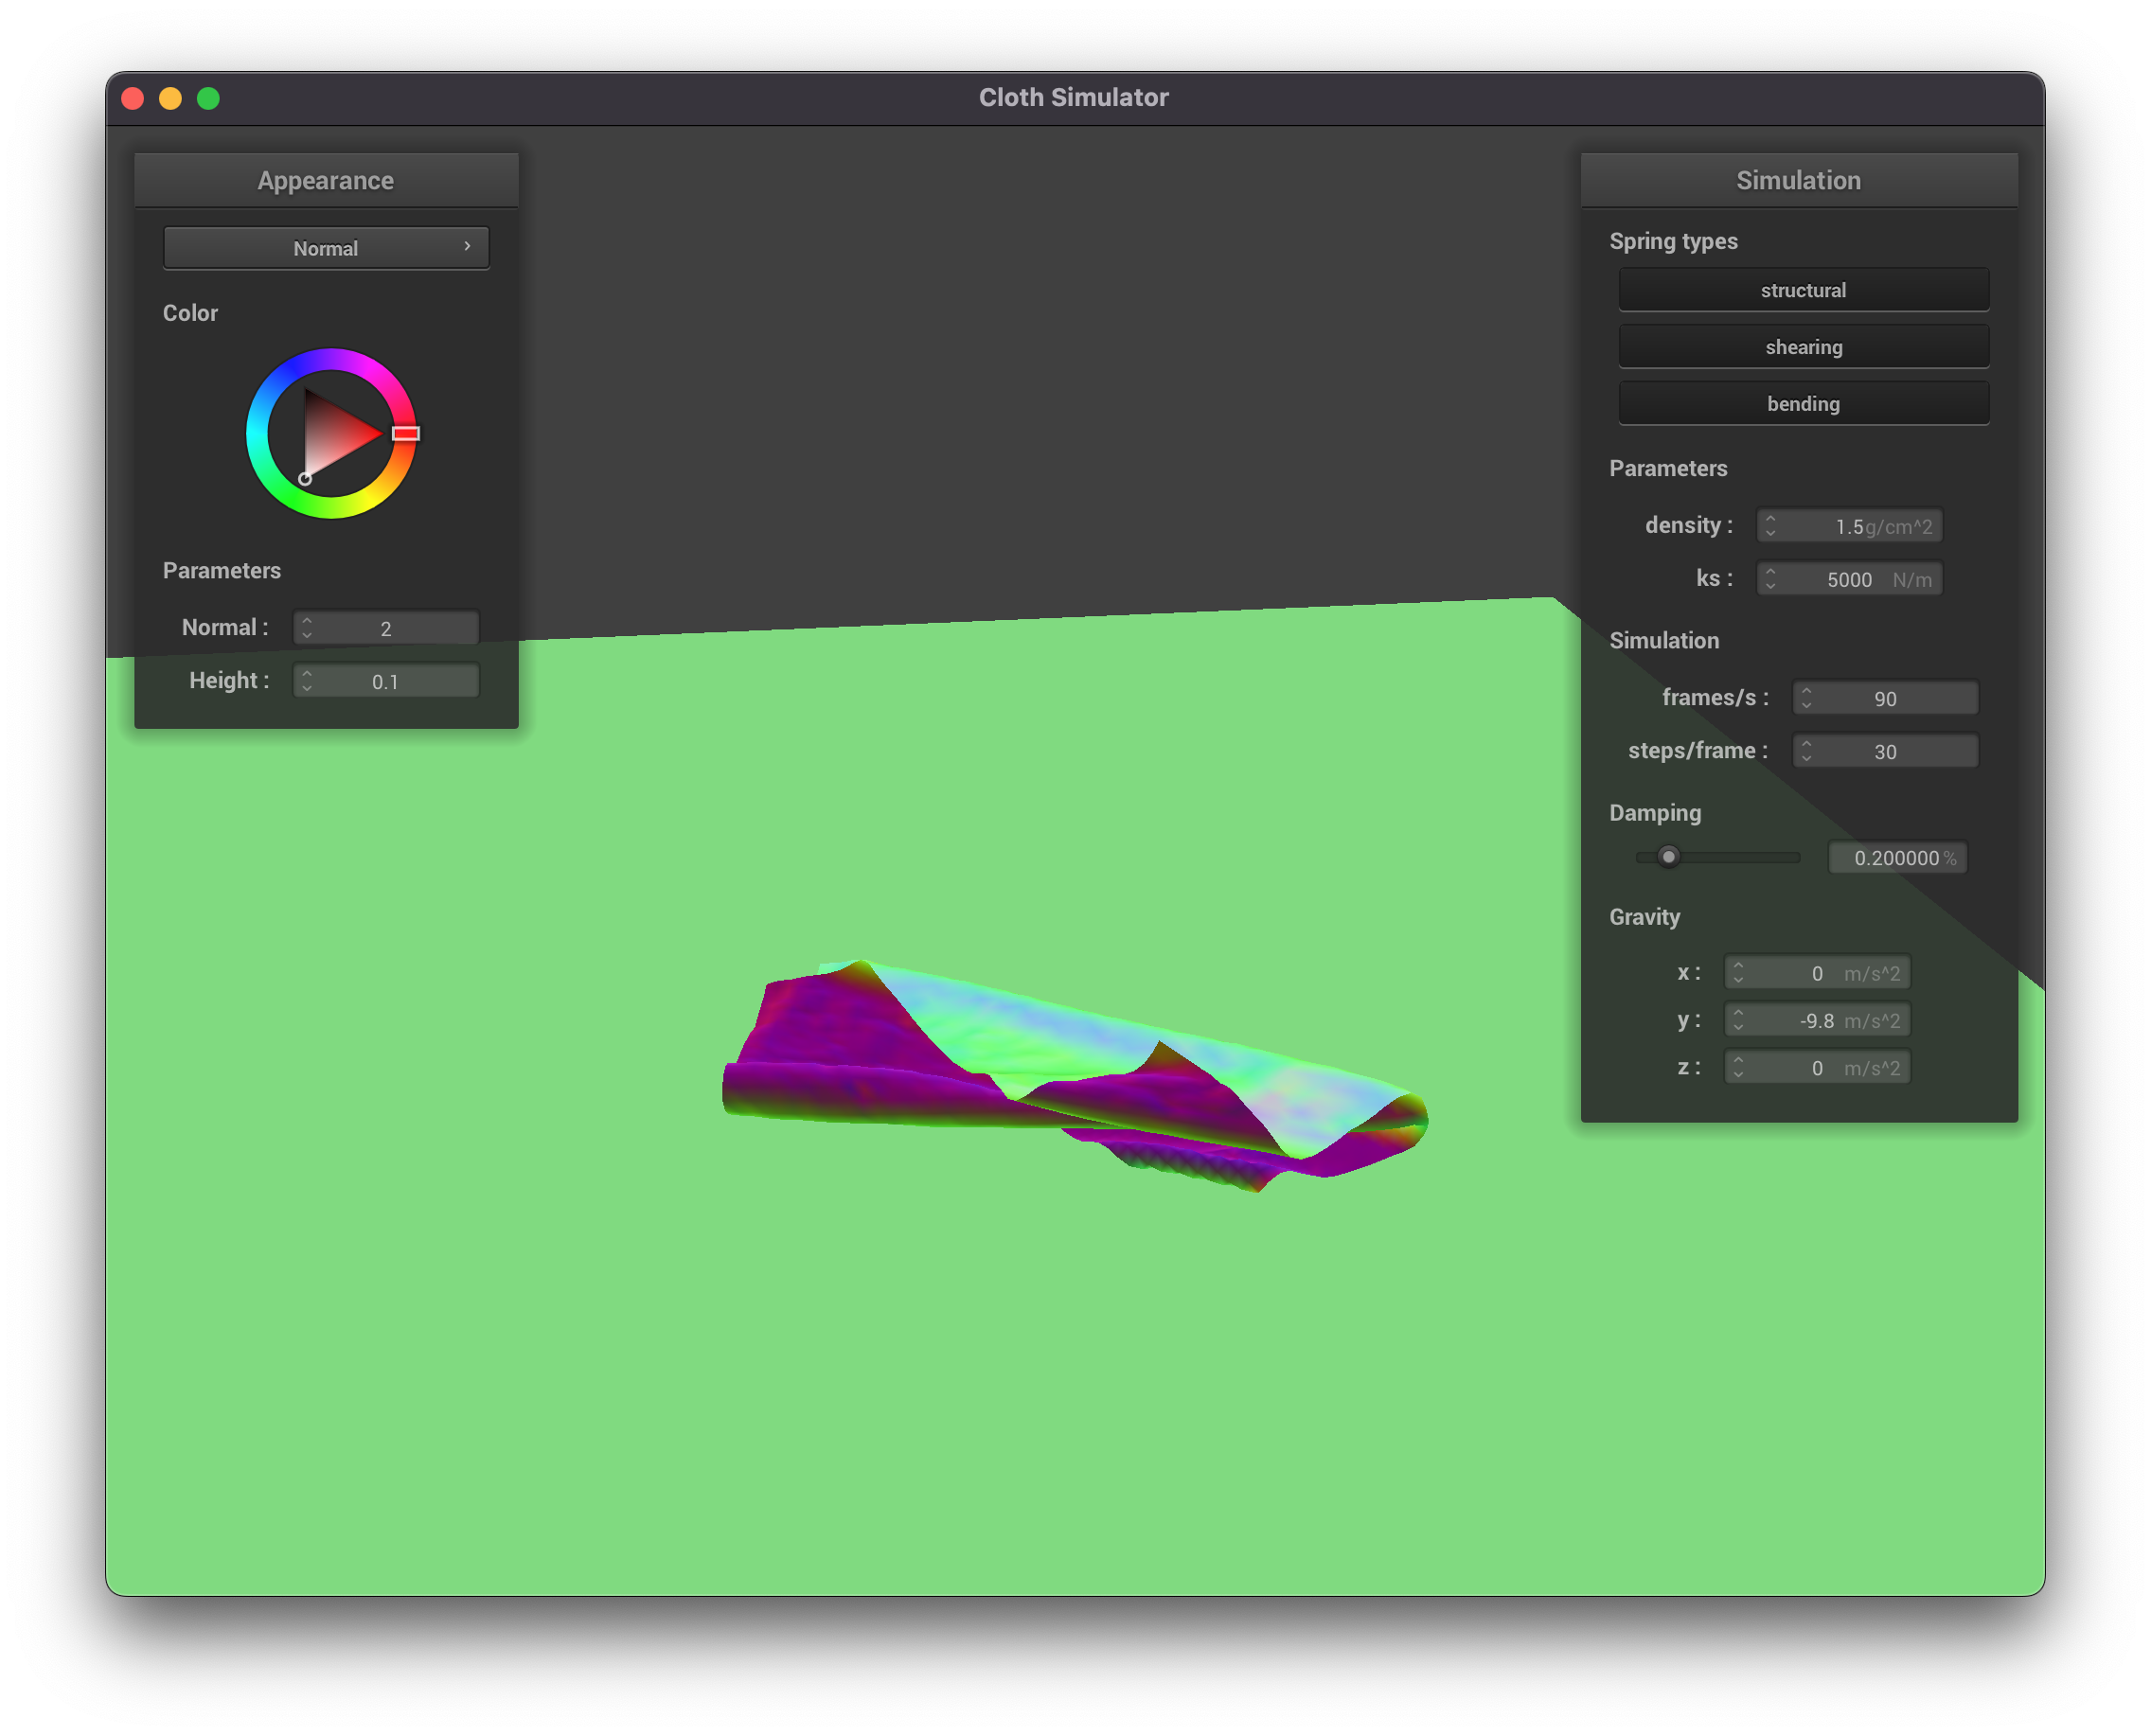 Cloth Simulator
Appearance
Normal
Color
Parameters
Normal : 2
Height : 0.1
Simulation
Spring types
structural
shearing
bending
Parameters
density : 1.5 g/cm^2
ks : 5000 N/m
Simulation
frames/s : 90
steps/frame : 30
Damping
0.200000 %
Gravity
x : 0 m/s^2
y : -9.8 m/s^2
z : 0 m/s^2